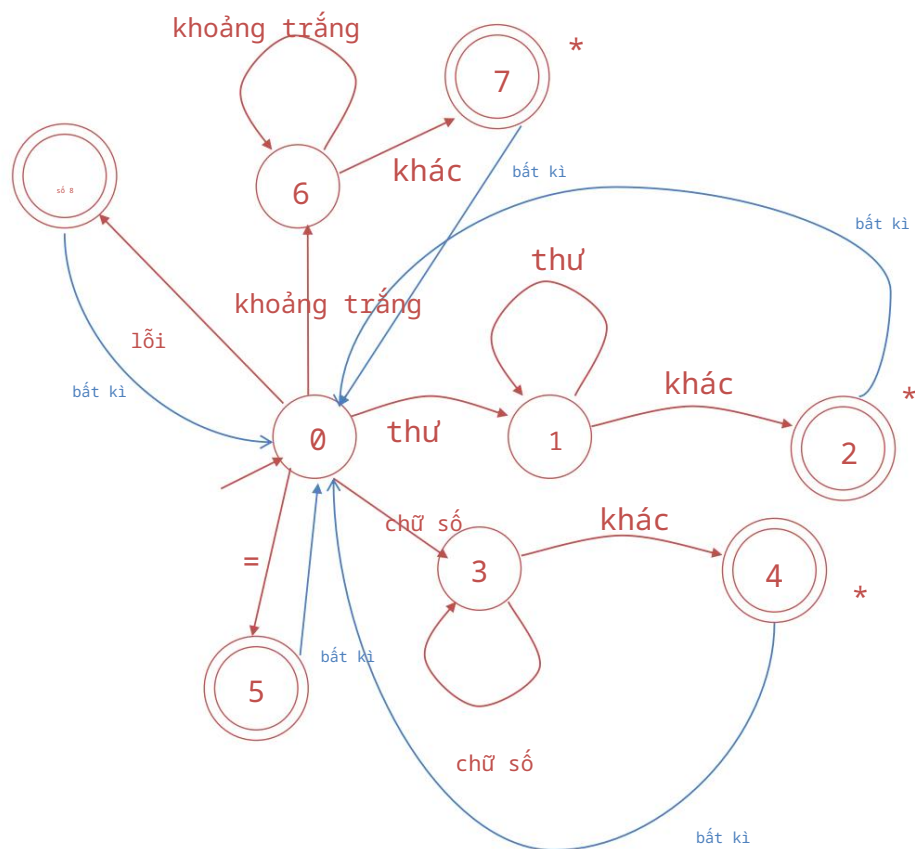 khoảng trắng
7
*
6
khác
bất kì
số 8
bất kì
thư
khoảng trắng
lỗi
bất kì
khác
*
0
thư
1
2
chữ số
khác
3
4
*
=
bất kì
5
chữ số
bất kì